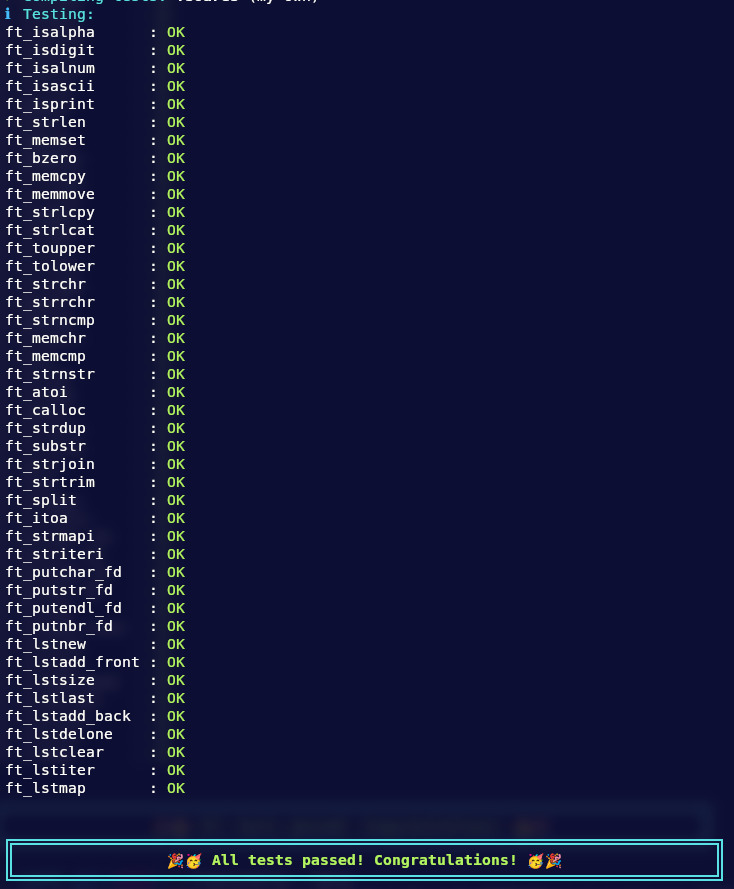 ℹ Testing:
ft_isalpha : OK
ft_isdigit : OK
ft_isalnum : OK
ft_isascii : OK
ft_isprint : OK
ft_strlen : OK
ft_memset : OK
ft_bzero : OK
ft_memcpy : OK
ft_memmove : OK
ft_strlcpy : OK
ft_strlcat : OK
ft_toupper : OK
ft_tolower : OK
ft_strchr : OK
ft_strrchr : OK
ft_strncmp : OK
ft_memchr : OK
ft_memcmp : OK
ft_strnstr : OK
ft_atoi : OK
ft_calloc : OK
ft_strdup : OK
ft_substr : OK
ft_strjoin : OK
ft_strtrim : OK
ft_split : OK
ft_itoa : OK
ft_strmapi : OK
ft_striteri : OK
ft_putchar_fd : OK
ft_putstr_fd : OK
ft_putendl_fd : OK
ft_putnbr_fd : OK
ft_lstnew : OK
ft_lstadd_front : OK
ft_lstsize : OK
ft_lstlast : OK
ft_lstadd_back : OK
ft_lstdelone : OK
ft_lstclear : OK
ft_lstiter : OK
ft_lstmap : OK
🎉🥳 All tests passed! Congratulations! 🥳🎉